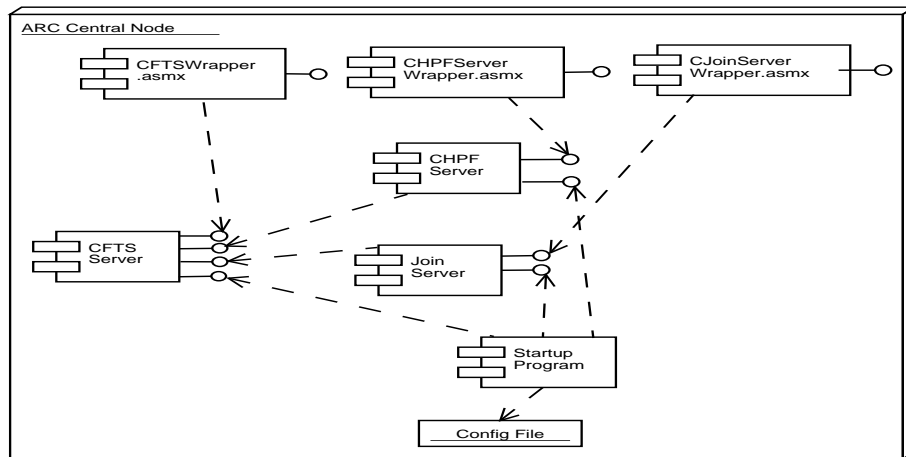 ARC Central Node
CFTSWrapper
.asmx
CHPFServer
Wrapper.asmx
CJoinServer
Wrapper.asmx
CHPF
Server
CFTS
Server
Join
Server
Startup
Program
Config File